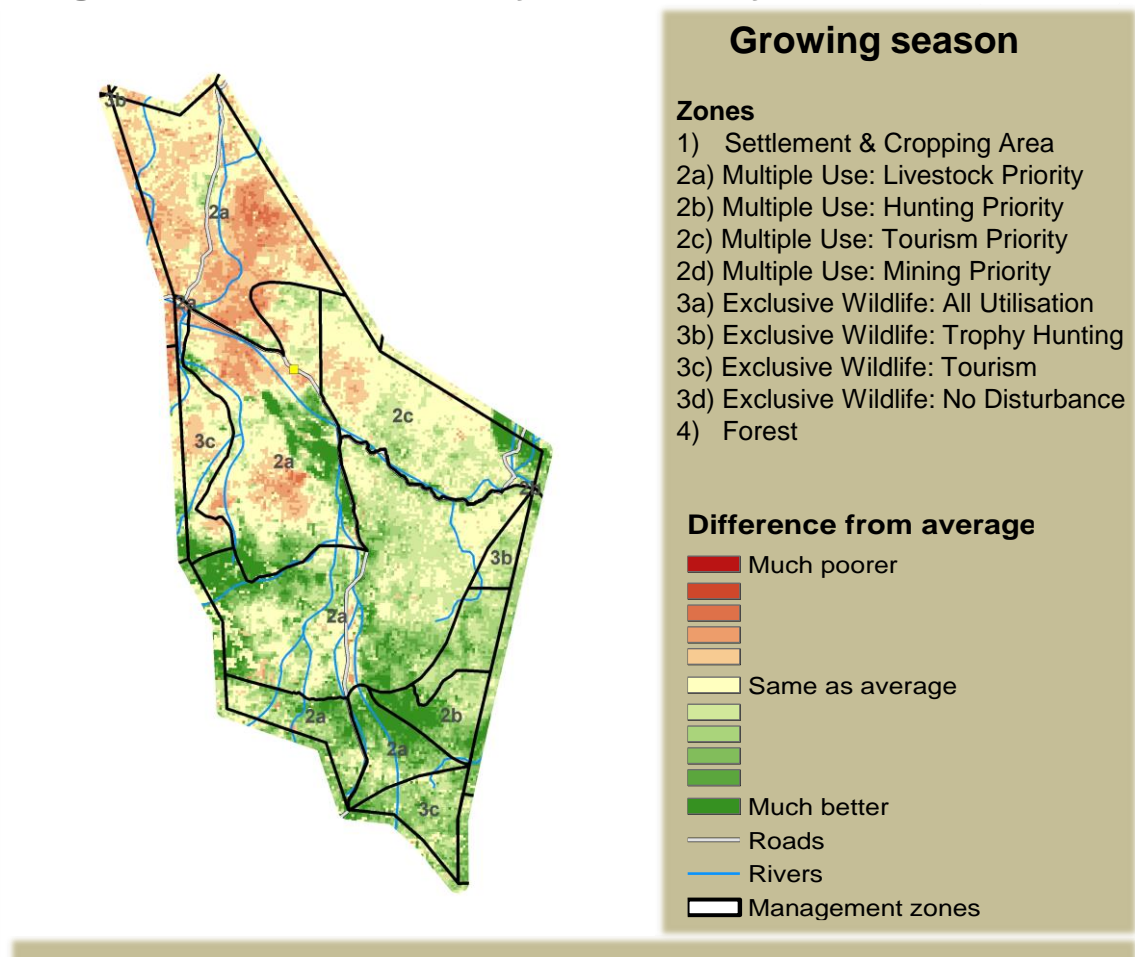 Growing season
Zones
1) Settlement & Cropping Area
2a) Multiple Use: Livestock Priority
2b) Multiple Use: Hunting Priority
2c) Multiple Use: Tourism Priority
2d) Multiple Use: Mining Priority
3a) Exclusive Wildlife: All Utilisation
3b) Exclusive Wildlife: Trophy Hunting
3c) Exclusive Wildlife: Tourism
3d) Exclusive Wildlife: No Disturbance
4) Forest
Difference from average
Much poorer
Same as average
Much better
Roads
Rivers
Management zones
3b
2a
2c
3c
2a
3b
2a
2a
2b
2a
3c